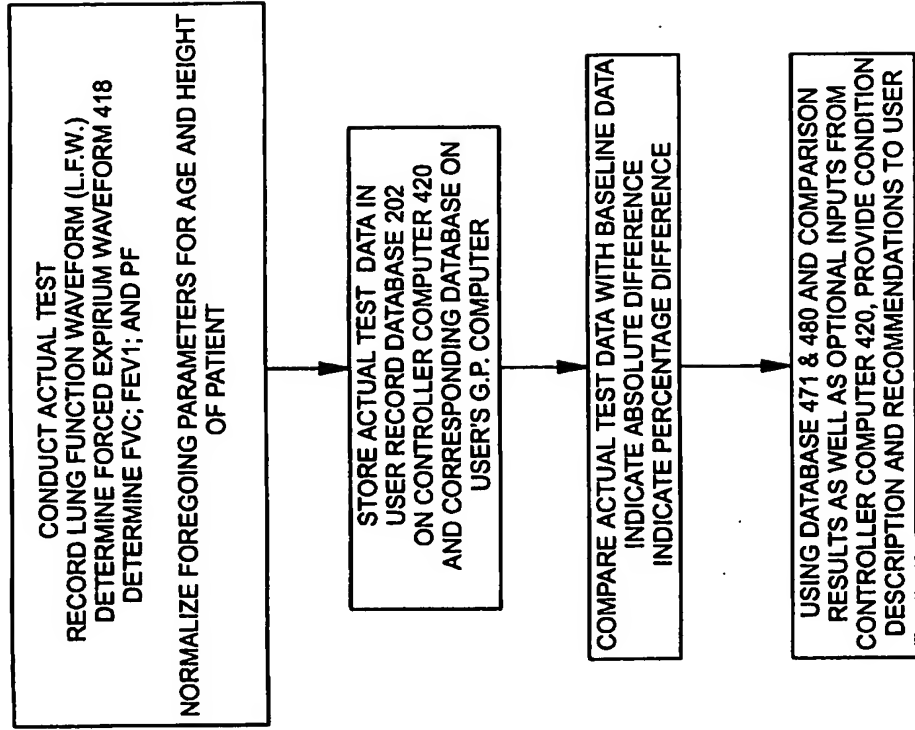 CONDUCT ACTUAL TEST
RECORD LUNG FUNCTION WAVEFORM (L.F.W.)
DETERMINE FORCED EXPIRIUM WAVEFORM 418
DETERMINE FVC; FEV1; AND PF
NORMALIZE FOREGOING PARAMETERS FOR AGE AND HEIGHT
OF PATIENT
STORE ACTUAL TEST DATA IN
USER RECORD DATABASE 202
ON CONTROLLER COMPUTER 420
AND CORRESPONDING DATABASE ON
USER'S G.P. COMPUTER
COMPARE ACTUAL TEST DATA WITH BASELINE DATA
INDICATE ABSOLUTE DIFFERENCE
INDICATE PERCENTAGE DIFFERENCE
USING DATABASE 471 & 480 AND COMPARISON
RESULTS AS WELL AS OPTIONAL INPUTS FROM
CONTROLLER COMPUTER 420, PROVIDE CONDITION
DESCRIPTION AND RECOMMENDATIONS TO USER